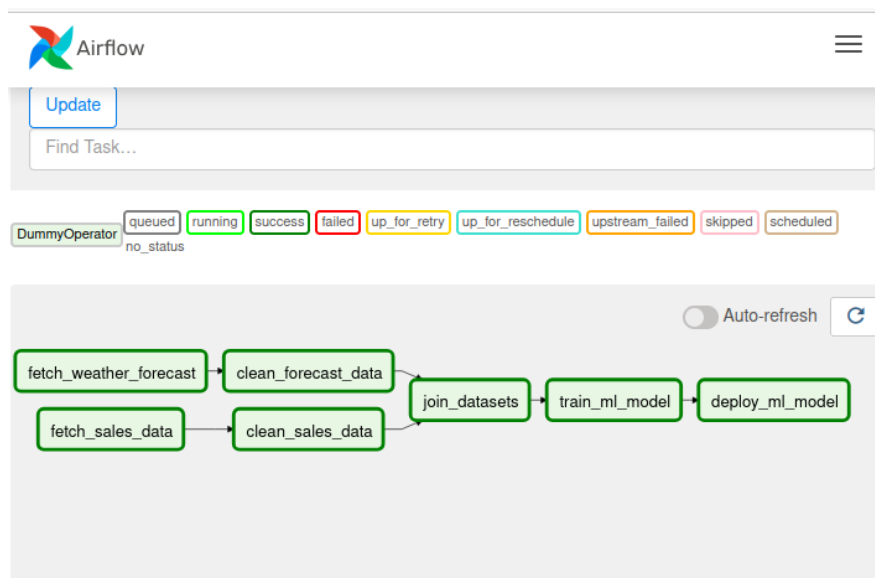 Airflow
Update
Find Task...
DummyOperator queued running success failed up_for_retry up_for_reschedule upstream_failed skipped scheduled
no_status
Auto-refresh
fetch_weather_forecast clean_forecast_data
join_datasets train_ml_model deploy_ml_model
fetch_sales_data clean_sales_data